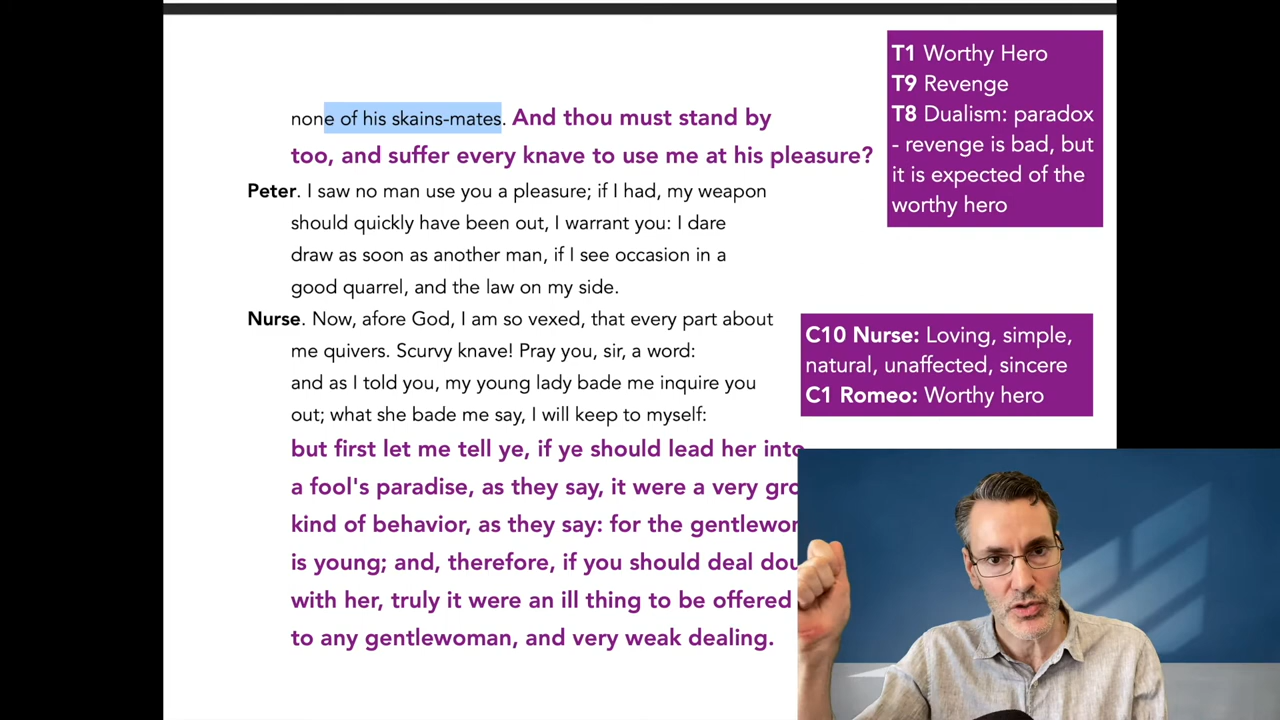 none of his skains-mates. And thou must stand by
too, and suffer every knave to use me at his pleasure?
Peter. I saw no man use you a pleasure; if I had, my weapon
should quickly have been out, I warrant you: I dare
draw as soon as another man, if I see occasion in a
good quarrel, and the law on my side.
Nurse. Now, afore God, I am so vexed, that every part about
me quivers. Scurvy knave! Pray you, sir, a word:
and as I told you, my young lady bade me inquire you
out; what she bade me say, I will keep to myself:
but first let me tell ye, if ye should lead her into
a fool's paradise, as they say, it were a very
kind of behavior, as they say: for the
is young; and, therefore, if you should deal
with her, truly it were an ill thing to be offered
to any gentlewoman, and very weak dealing.
T1 Worthy Hero
T9 Revenge
T8 Dualism: paradox
- revenge is bad, but
it is expected of the
worthy hero
C10 Nurse: Loving, simple,
natural, unaffected, sincere
C1 Romeo: Worthy hero